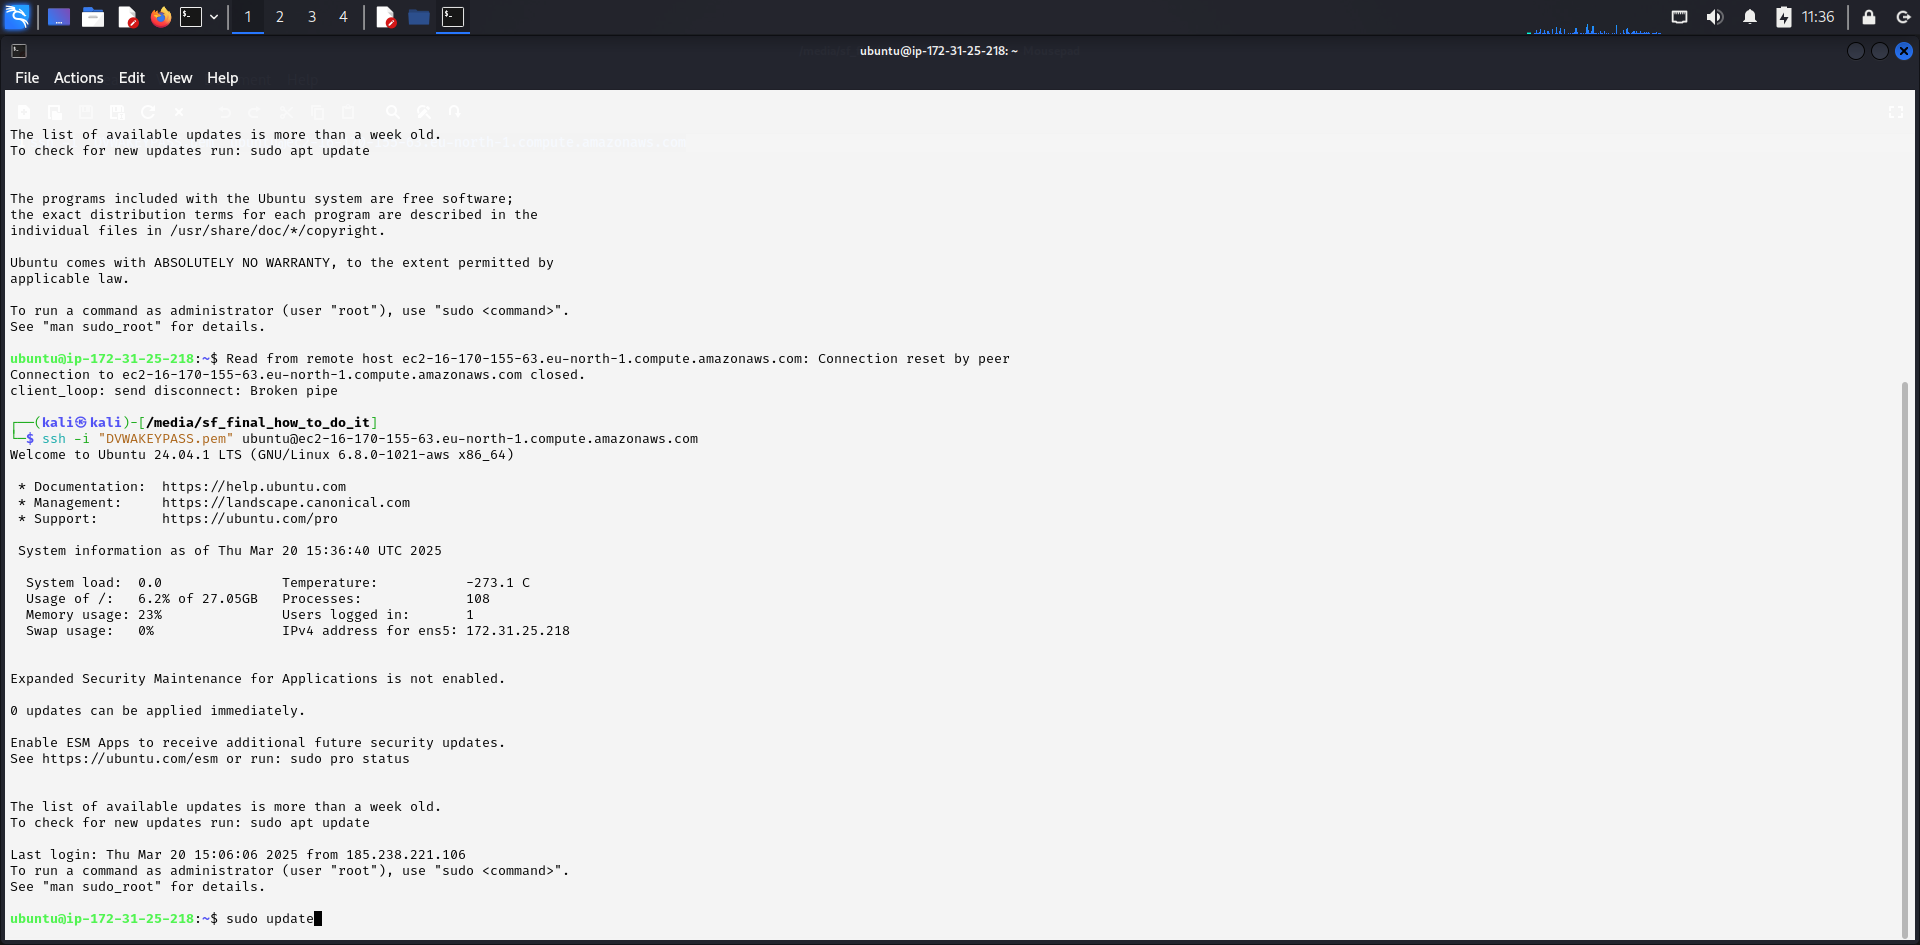 1 2 3 4
11:36
ubuntu@ip-172-31-25-218: ~
File Actions Edit View Help
The list of available updates is more than a week old.
To check for new updates run: sudo apt update
The programs included with the Ubuntu system are free software;
the exact distribution terms for each program are described in the
individual files in /usr/share/doc/*/copyright.
Ubuntu comes with ABSOLUTELY NO WARRANTY, to the extent permitted by
applicable law.
To run a command as administrator (user "root"), use "sudo <command>".
See "man sudo_root" for details.
ubuntu@ip-172-31-25-218:~$ Read from remote host ec2-16-170-155-63.eu-north-1.compute.amazonaws.com: Connection reset by peer
Connection to ec2-16-170-155-63.eu-north-1.compute.amazonaws.com closed.
client_loop: send disconnect: Broken pipe
┌──(kali㉿kali)-[/media/sf_final_how_to_do_it]
└─$ ssh -i "DVWAKEYPASS.pem" ubuntu@ec2-16-170-155-63.eu-north-1.compute.amazonaws.com
Welcome to Ubuntu 24.04.1 LTS (GNU/Linux 6.8.0-1021-aws x86_64)
* Documentation:  https://help.ubuntu.com
* Management:     https://landscape.canonical.com
* Support:        https://ubuntu.com/pro
System information as of Thu Mar 20 15:36:40 UTC 2025
System load:  0.0               Temperature:           -273.1 C
Usage of /:   6.2% of 27.05GB   Processes:             108
Memory usage: 23%               Users logged in:       1
Swap usage:   0%                IPv4 address for ens5: 172.31.25.218
Expanded Security Maintenance for Applications is not enabled.
0 updates can be applied immediately.
Enable ESM Apps to receive additional future security updates.
See https://ubuntu.com/esm or run: sudo pro status
The list of available updates is more than a week old.
To check for new updates run: sudo apt update
Last login: Thu Mar 20 15:06:06 2025 from 185.238.221.106
To run a command as administrator (user "root"), use "sudo <command>".
See "man sudo_root" for details.
ubuntu@ip-172-31-25-218:~$ sudo update